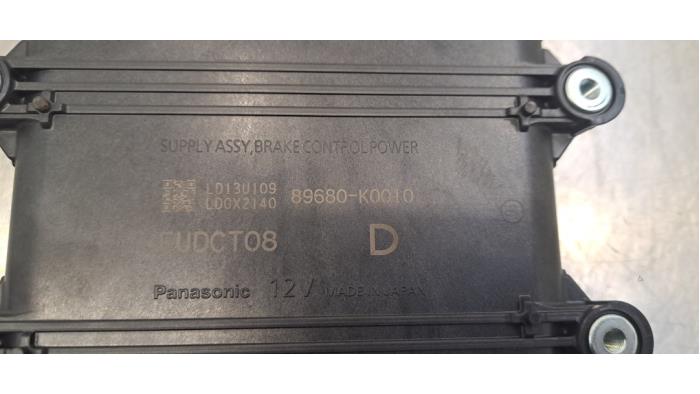 SUPPLY ASSY,BRAKE CONTROL POWER
LD13U109
LD0X2140
89680-K0010
EUDCT08
D
Panasonic 12V MADE IN JAPAN